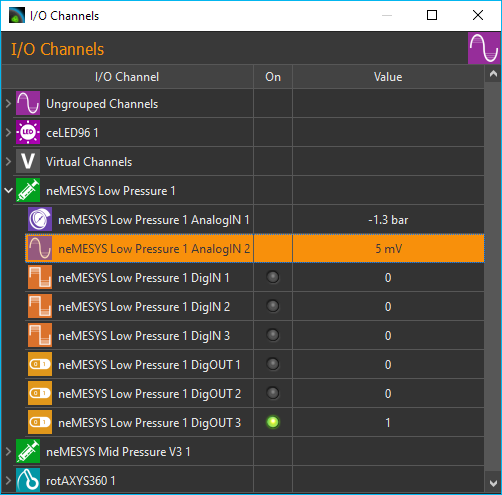 I/O Channels
I/O Channels
I/O Channel On Value
Ungrouped Channels
LED ceLED96 1
V Virtual Channels
neMESYS Low Pressure 1
neMESYS Low Pressure 1 AnalogIN 1 -1.3 bar
neMESYS Low Pressure 1 AnalogIN 2 5 mV
neMESYS Low Pressure 1 DigIN 1 0
neMESYS Low Pressure 1 DigIN 2 0
neMESYS Low Pressure 1 DigIN 3 0
neMESYS Low Pressure 1 DigOUT 1 0
neMESYS Low Pressure 1 DigOUT 2 0
neMESYS Low Pressure 1 DigOUT 3 1
neMESYS Mid Pressure V3 1
rotAXYS360 1